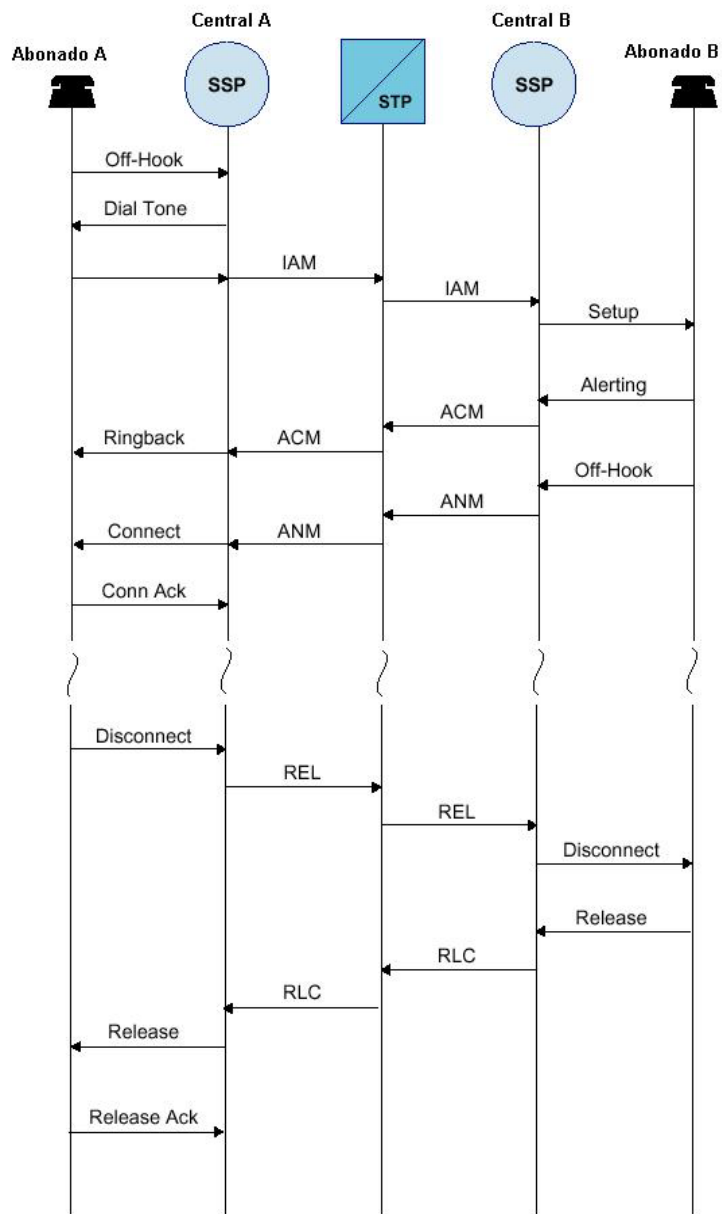 Central A
Central B
Abonado A
Abonado B
SSP
STP
SSP
Off-Hook
Dial Tone
IAM
IAM
Setup
Alerting
ACM
Ringback
ACM
Off-Hook
ANM
Connect
ANM
Conn Ack
Disconnect
REL
REL
Disconnect
Release
RLC
RLC
Release
Release Ack